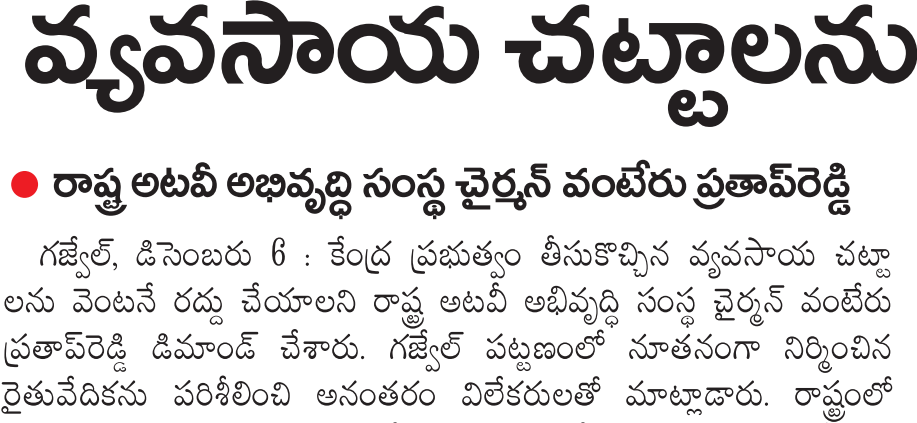 వ్యవసాయ చట్టాలను
● రాష్ట్ర అటవీ అభివృద్ధి సంస్థ చైర్మన్ వంటేరు ప్రతాప్‌రెడ్డి
గజ్వేల్, డిసెంబరు 6 : కేంద్ర ప్రభుత్వం తీసుకొచ్చిన వ్యవసాయ చట్టా
లను వెంటనే రద్దు చేయాలని రాష్ట్ర అటవీ అభివృద్ధి సంస్థ చైర్మన్ వంటేరు
ప్రతాప్‌రెడ్డి డిమాండ్ చేశారు. గజ్వేల్ పట్టణంలో నూతనంగా నిర్మించిన
రైతువేదికను పరిశీలించి అనంతరం విలేకరులతో మాట్లాడారు. రాష్ట్రంలో